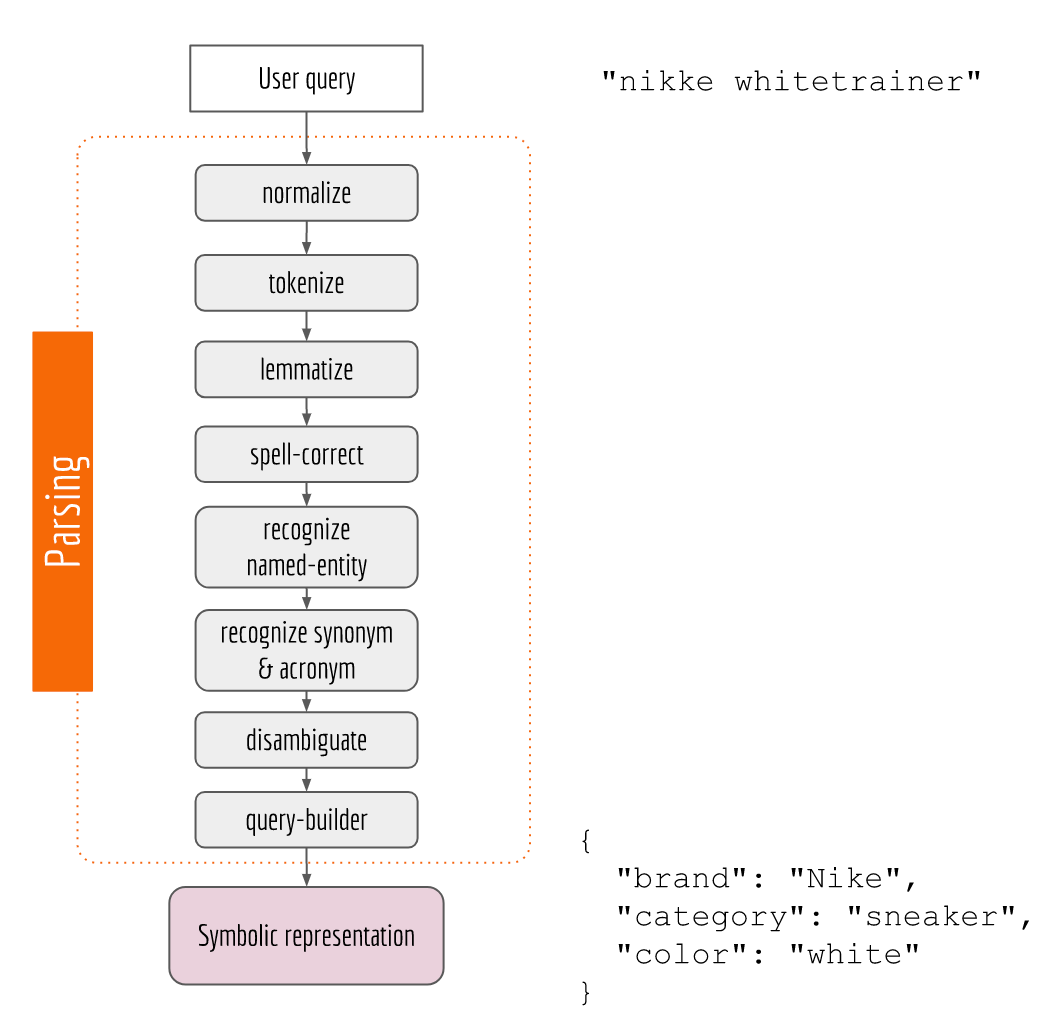 User query
"nikke whitetrainer"
normalize
tokenize
lemmatize
spell-correct
recognize
named-entity
recognize synonym
& acronym
disambiguate
query-builder
Parsing
Symbolic representation
{
"brand": "Nike",
"category": "sneaker",
"color": "white"
}